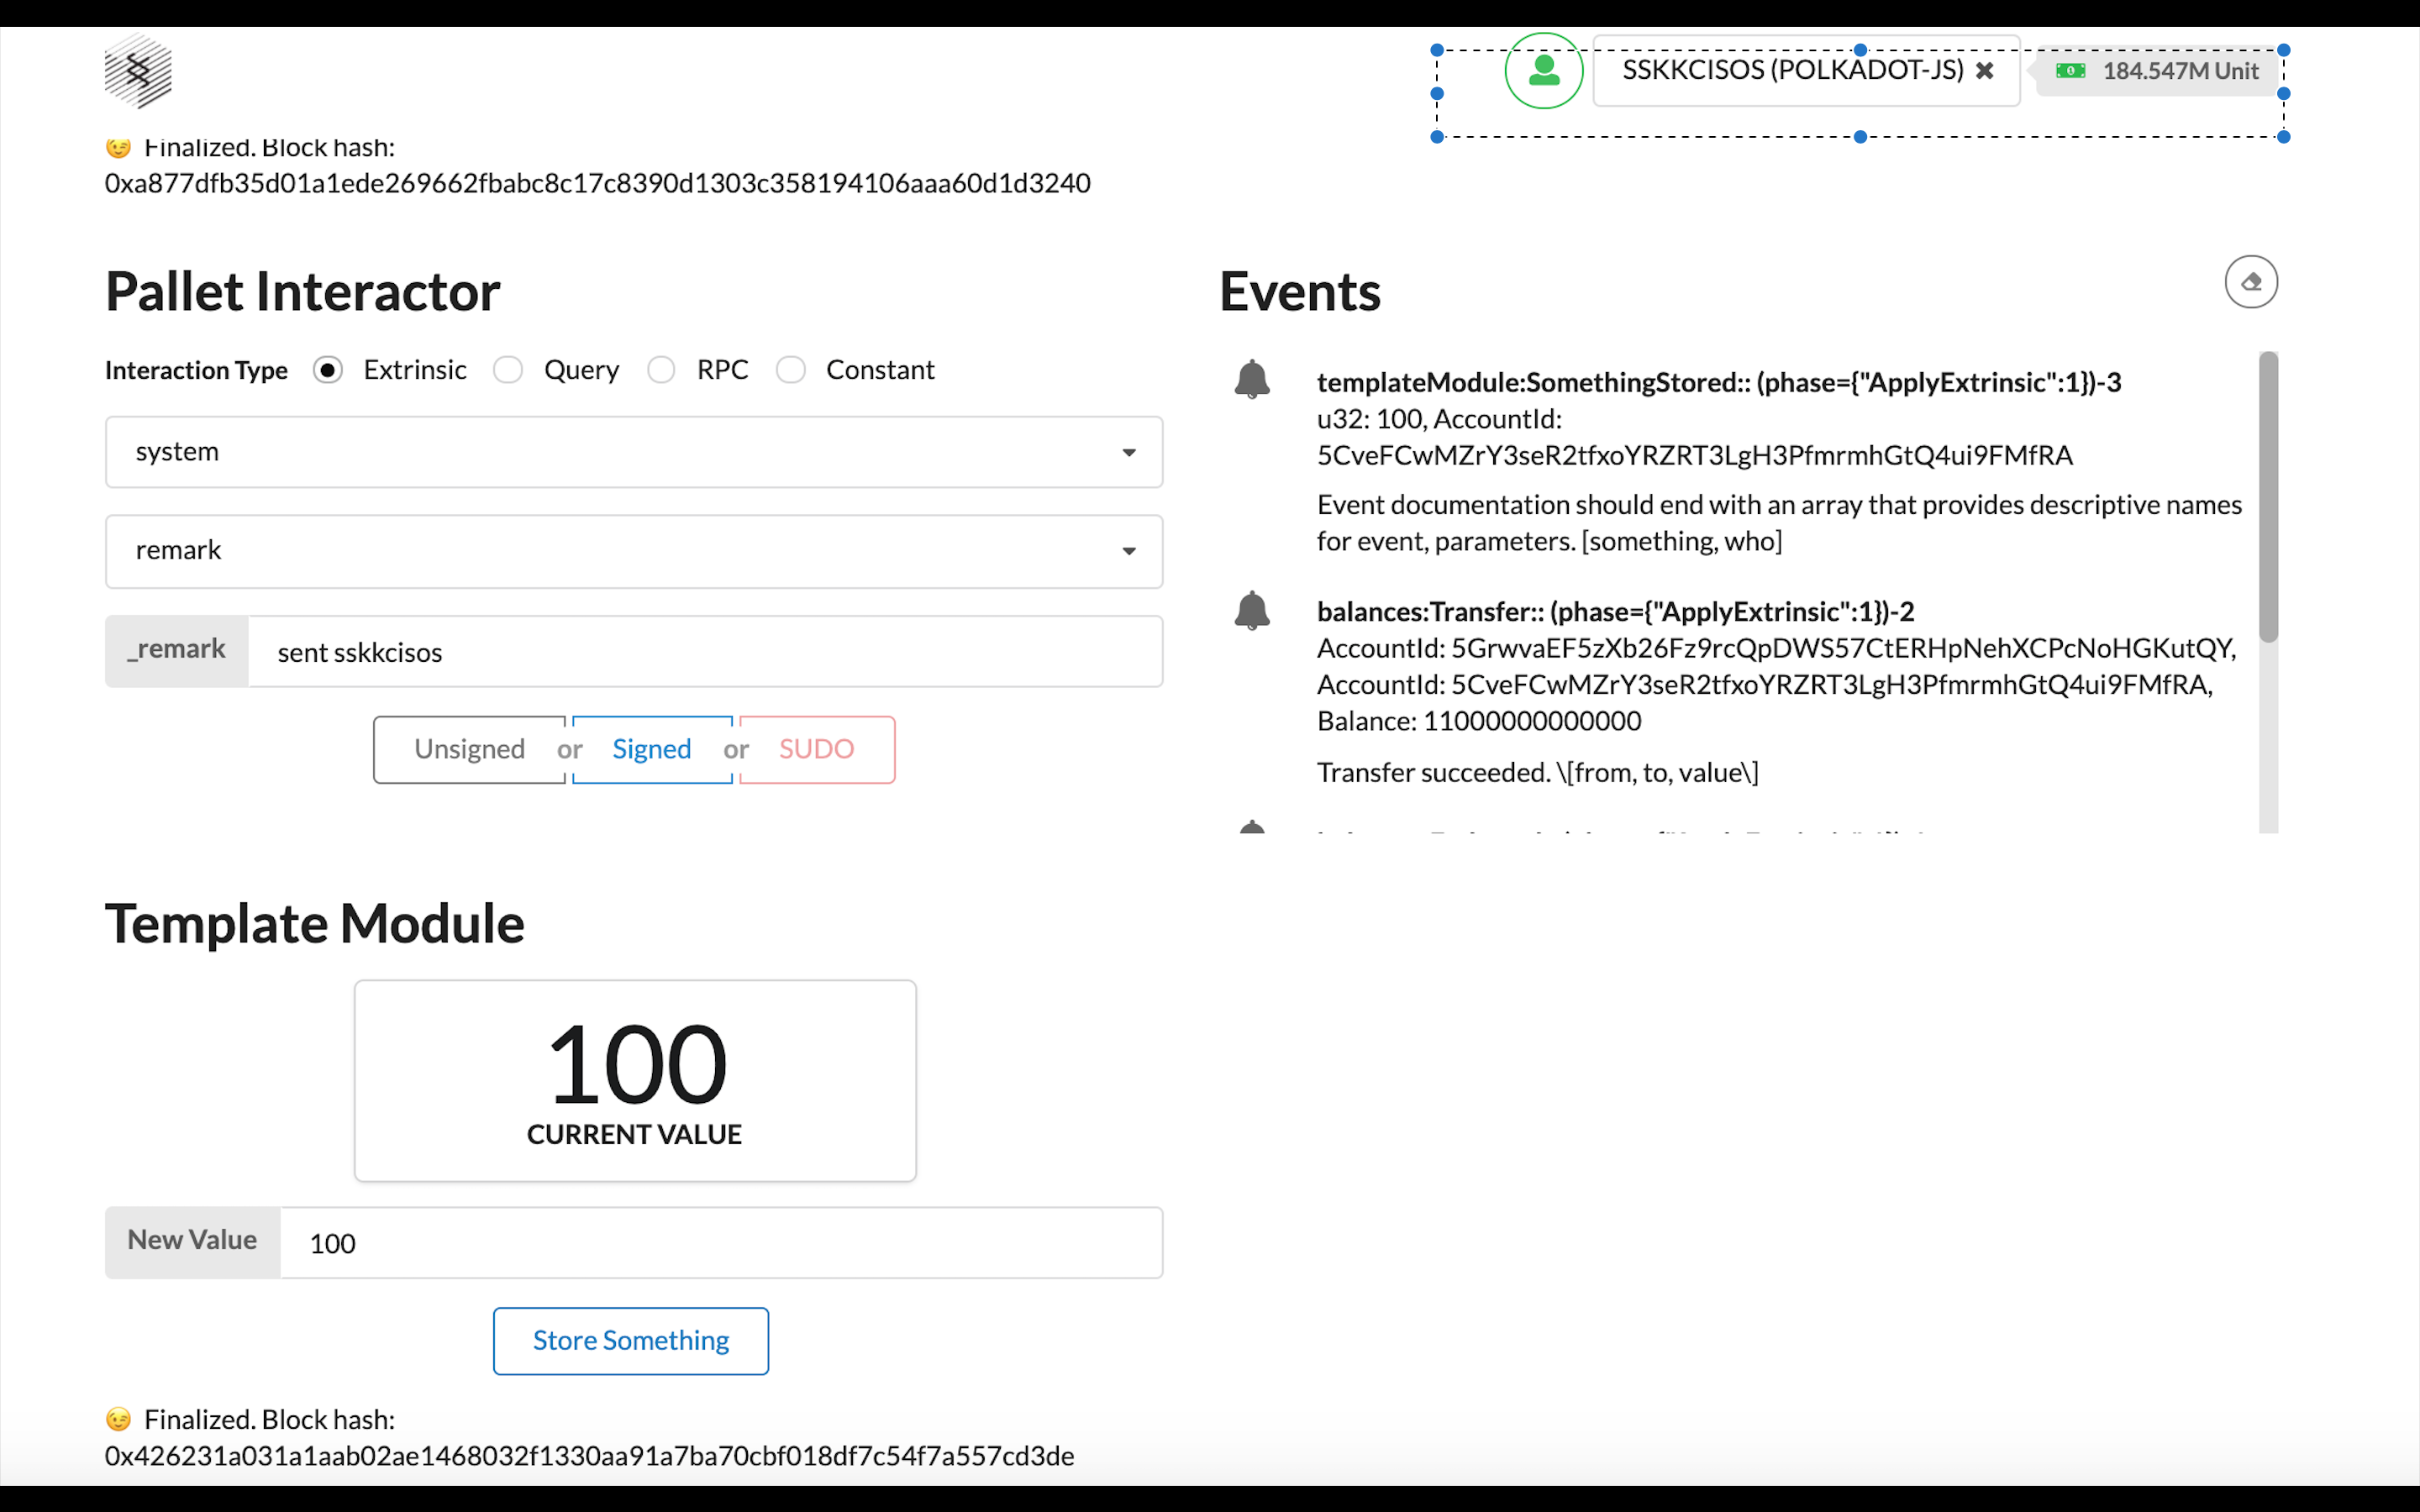 SSKKCISOS (POLKADOT-JS)
184.547M Unit
Finalized. Block hash:
0xa877dfb35d01a1ede269662fbabc8c17c8390d1303c358194106aaa60d1d3240
Pallet Interactor
Interaction Type Extrinsic Query RPC Constant
system
remark
_remark sent sskkcisos
Unsigned or Signed or SUDO
Events
templateModule:SomethingStored:: (phase={"ApplyExtrinsic":1})-3
u32: 100, AccountId:
5CveFCwMZrY3seR2tfxoYRZRT3LgH3PfmrmhGtQ4ui9FMfRA
Event documentation should end with an array that provides descriptive names
for event, parameters. [something, who]
balances:Transfer:: (phase={"ApplyExtrinsic":1})-2
AccountId: 5GrwvaEF5zXb26Fz9rcQpDWS57CtERHpNehXCPcNoHGKutQY,
AccountId: 5CveFCwMZrY3seR2tfxoYRZRT3LgH3PfmrmhGtQ4ui9FMfRA,
Balance: 11000000000000
Transfer succeeded. \[from, to, value\]
Template Module
100
CURRENT VALUE
New Value 100
Store Something
Finalized. Block hash:
0x426231a031a1aab02ae1468032f1330aa91a7ba70cbf018df7c54f7a557cd3de